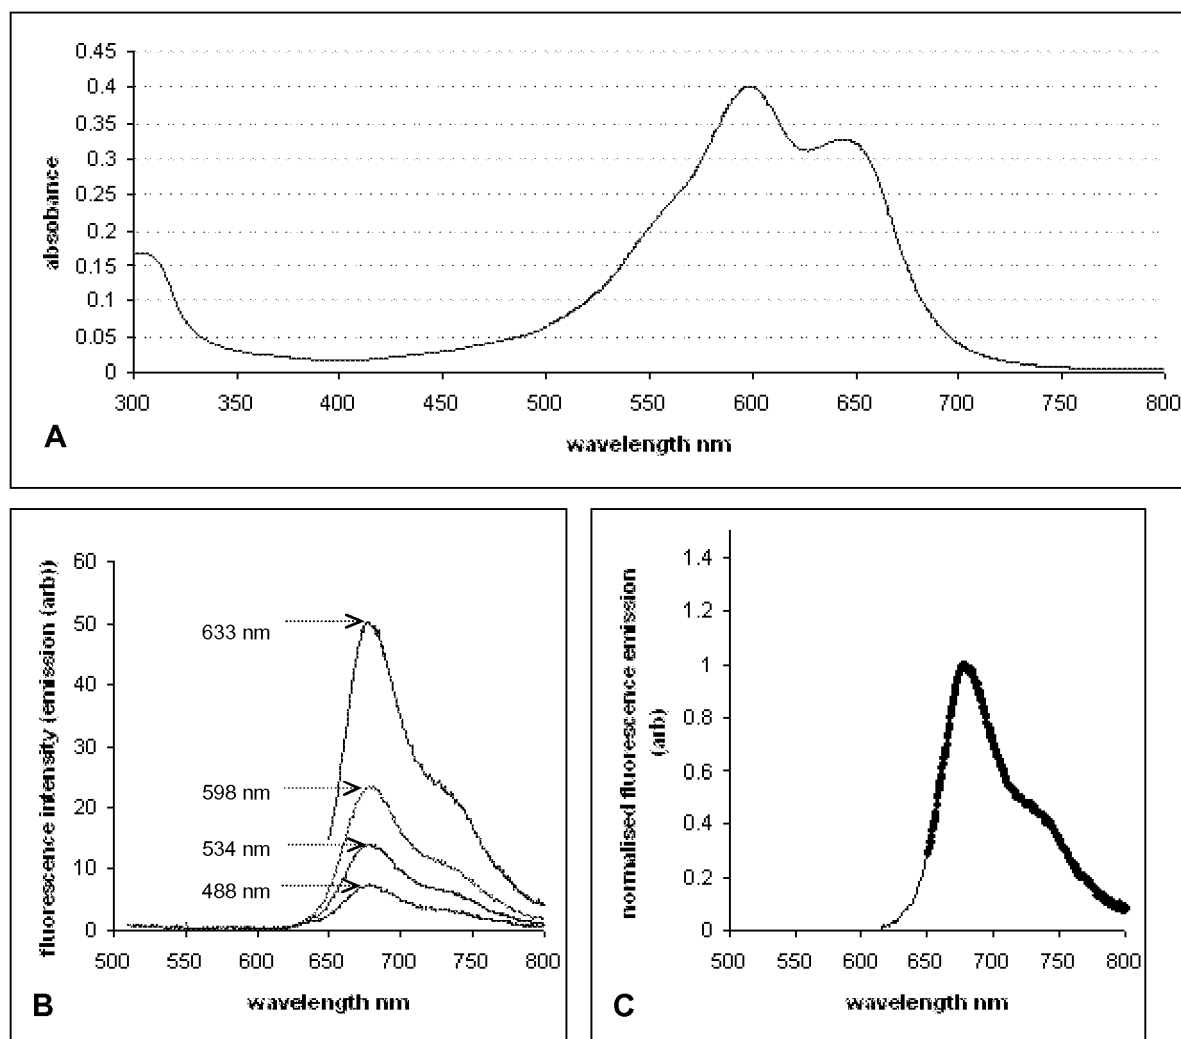 absobance
0.45
0.4
0.35
0.3
0.25
0.2
0.15
0.1
0.05
0
300 350 400 450 500 550 600 650 700 750 800
wavelength nm
A
fluorescence intensity (emission (arb))
60
50
40
30
20
10
0
633 nm
598 nm
534 nm
488 nm
500 550 600 650 700 750 800
wavelength nm
B
normalised fluorescence emission
(arb)
1.4
1.2
1
0.8
0.6
0.4
0.2
0
500 550 600 650 700 750 800
wavelength nm
C